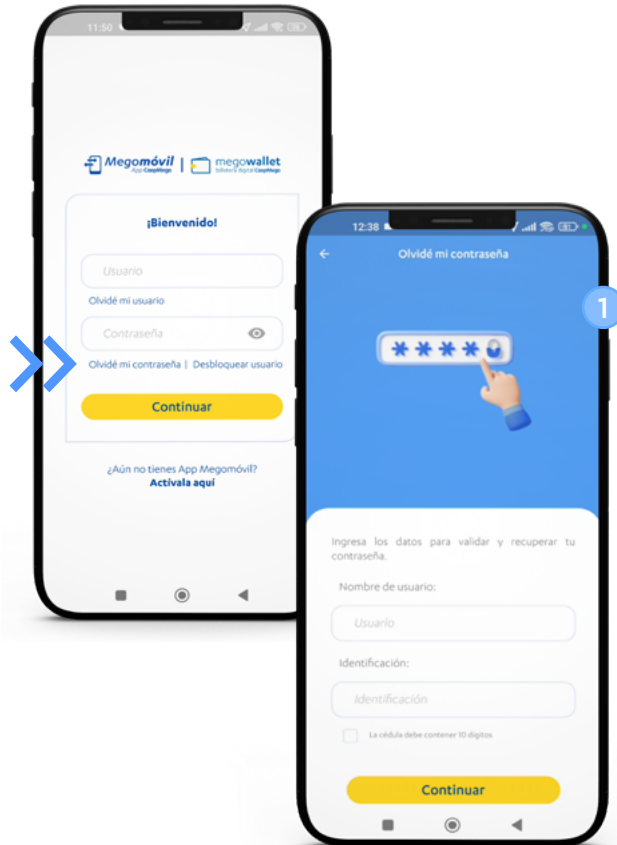 11:50
Megomóvil | megowallet
App CoopMego billetera digital CoopMego
¡Bienvenido!
Usuario
Olvidé mi usuario
Contraseña
Olvidé mi contraseña | Desbloquear usuario
Continuar
¿Aún no tienes App Megomóvil?
Actívala aquí
12:38
Olvidé mi contraseña
1
****
Ingresa los datos para validar y recuperar tu
contraseña.
Nombre de usuario:
Usuario
Identificación:
Identificación
La cédula debe contener 10 dígitos
Continuar